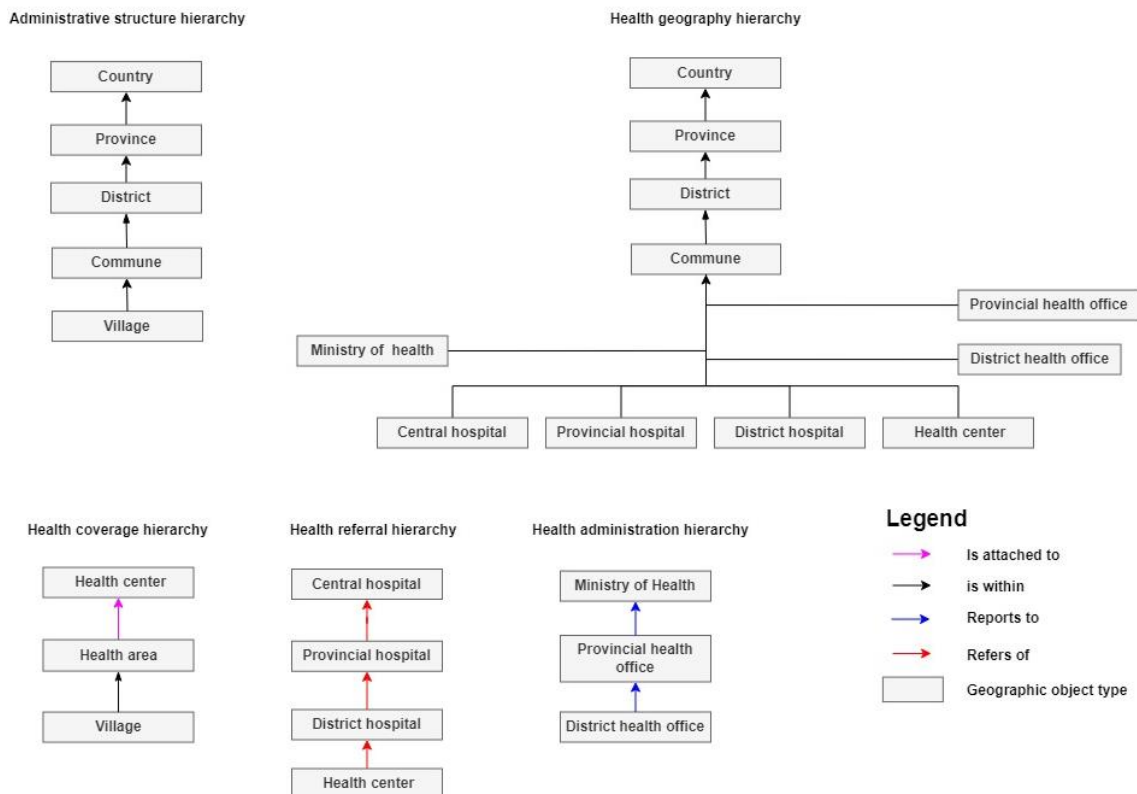 Administrative structure hierarchy
Country
Province
District
Commune
Village
Health geography hierarchy
Country
Province
District
Commune
Provincial health office
Ministry of health
District health office
Central hospital
Provincial hospital
District hospital
Health center
Health coverage hierarchy
Health center
Health area
Village
Health referral hierarchy
Central hospital
Provincial hospital
District hospital
Health center
Health administration hierarchy
Ministry of Health
Provincial health
office
District health office
Legend
Is attached to
is within
Reports to
Refers of
Geographic object type